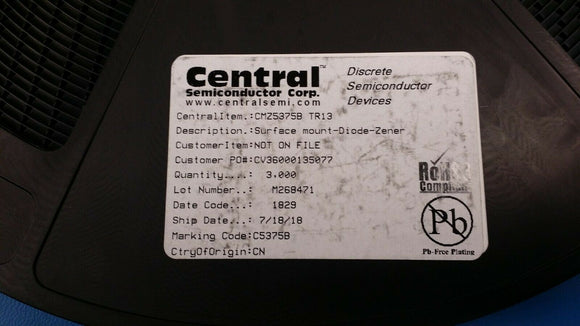 Central™
Semiconductor Corp.
www.centralsemi.com
Discrete
Semiconductor
Devices
CentralItem.:CMZ5375B TR13
Description.:Surface mount-Diode-Zener
CustomerItem:NOT ON FILE
Customer PO#:CV36000135077
Quantity....: 3,000
Lot Number..: M268471
Date Code...: 1829
Ship Date...: 7/18/18
Marking Code:C5375B
CtryOfOrigin:CN
RoHS
Compliant
Pb
Pb-Free Plating